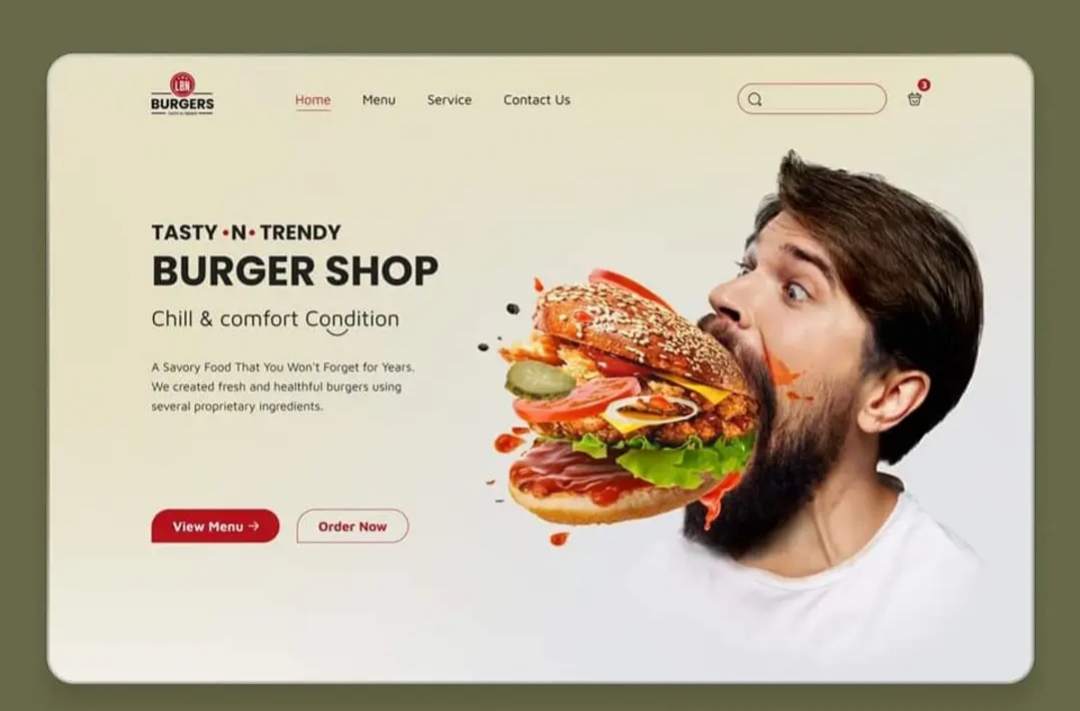 LBN
BURGERS
Home
Menu
Service
Contact Us
3
TASTY •N• TRENDY
BURGER SHOP
Chill & comfort Condition
A Savory Food That You Won't Forget for Years.
We created fresh and healthful burgers using
several proprietary ingredients.
View Menu →
Order Now